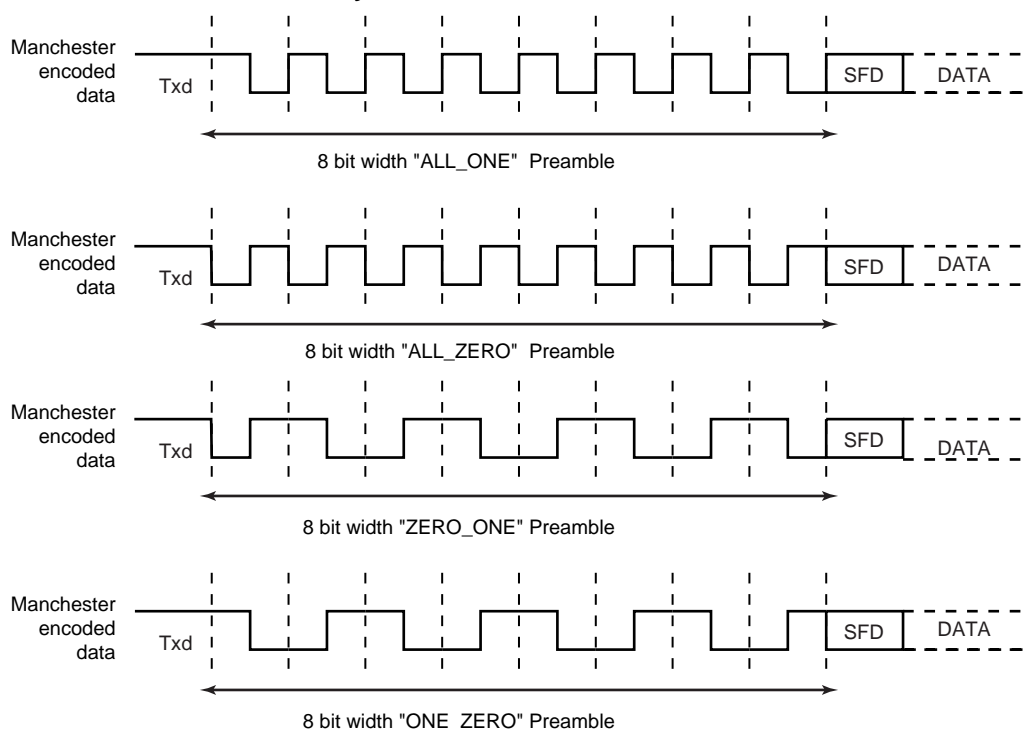 Manchester
encoded
data
Txd
SFD
DATA
8 bit width "ALL_ONE" Preamble
Manchester
encoded
data
Txd
SFD
DATA
8 bit width "ALL_ZERO" Preamble
Manchester
encoded
data
Txd
SFD
DATA
8 bit width "ZERO_ONE" Preamble
Manchester
encoded
data
Txd
SFD
DATA
8 bit width "ONE_ZERO" Preamble